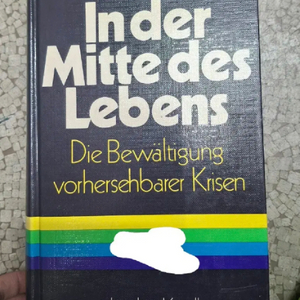 In der
Mitte des
Lebens
Die Bewältigung
vorhersehbarer Krisen